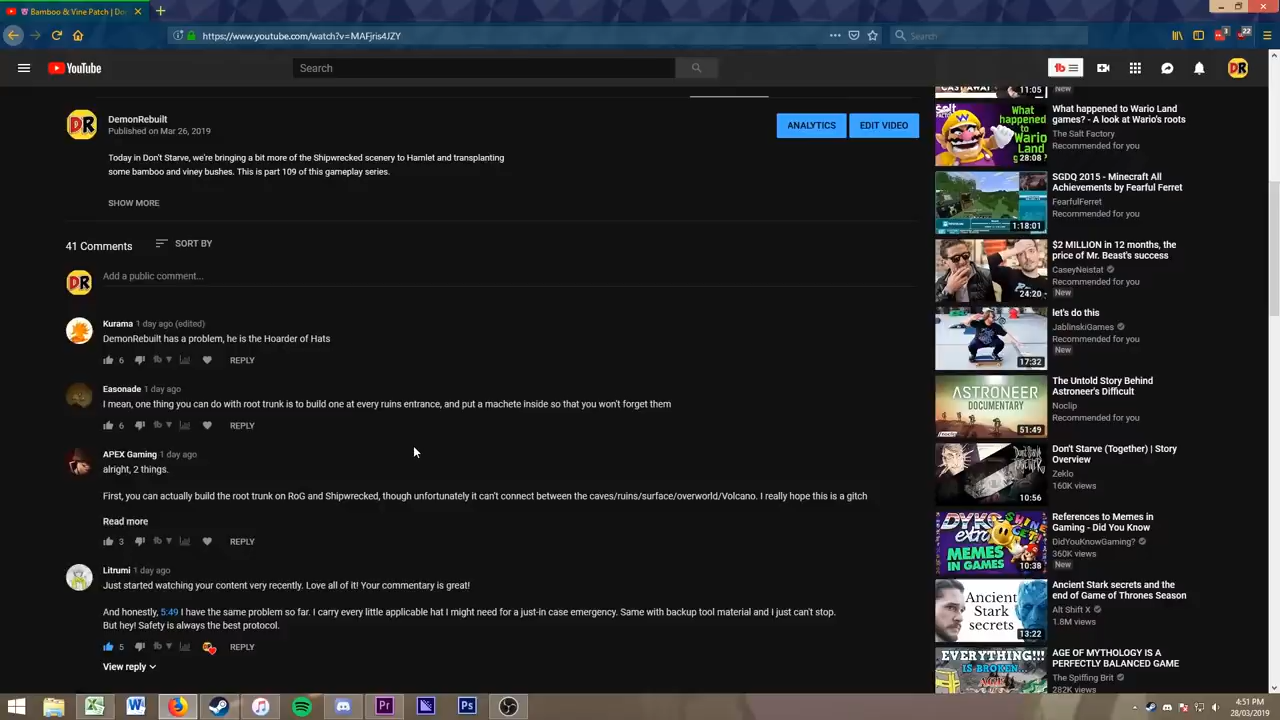 Bamboo & Vine Patch | Do
https://www.youtube.com/watch?v=MAFjris4JZY
Search
3
22
YouTube
Search
DR
DemonRebuilt
Published on Mar 26, 2019
ANALYTICS
EDIT VIDEO
Today in Don't Starve, we're bringing a bit more of the Shipwrecked scenery to Hamlet and transplanting
some bamboo and viney bushes. This is part 109 of this gameplay series.
SHOW MORE
41 Comments
SORT BY
DR
Add a public comment...
Kurama 1 day ago (edited)
DemonRebuilt has a problem, he is the Hoarder of Hats
6
REPLY
Easonade 1 day ago
I mean, one thing you can do with root trunk at every ruins entrance, and put a machete inside so that you won't forget them
6
REPLY
APEX Gaming 1 day ago
alright, 2 things.
First, you can actually build the root trunk on RoG and Shipwrecked, though unfortunately it can't connect between the caves/ruins/surface/overworld/Volcano. I really hope this is a gitch
Read more
3
REPLY
Litrumi 1 day ago
Just started watching your content very recently. Love all of it! Your commentary is great!
And honestly, 5:49 I have the same problem so far. I carry every little applicable hat I might need for a just-in case emergency. Same with backup tool material and I just can't stop.
But hey! Safety is always the best protocol.
5
REPLY
View reply
11:05
New
salt
What
happened
to
Wario
Land
28:08
What happened to Wario Land
games? - A look at Wario's roots
The Salt Factory
Recommended for you
1:18:01
SGDQ 2015 - Minecraft All
Achievements by Fearful Ferret
FearfulFerret
Recommended for you
24:20
$2 MILLION in 12 months, the
price of Mr. Beast's success
CaseyNeistat
Recommended for you
New
17:32
let's do this
JablinskiGames
New
ASTRONEER
DOCUMENTARY
51:49
The Untold Story Behind
Astroneer's Difficult
Noclip
Recommended for you
10:56
Don't Starve (Together) | Story
Overview
Zeklo
160K views
DYKG
extra
MEMES
IN GAMES
10:38
References to Memes in
Gaming - Did You Know
DidYouKnowGaming?
360K views
New
Ancient
Stark
secrets
13:22
Ancient Stark secrets and the
end of Game of Thrones Season
Alt Shift X
1.8M views
EVERYTHING!!!
IS BROKEN...
AGE OF MYTHOLOGY IS A
PERFECTLY BALANCED GAME
The Spiffing Brit
282K views
4:51 PM
28/03/2019